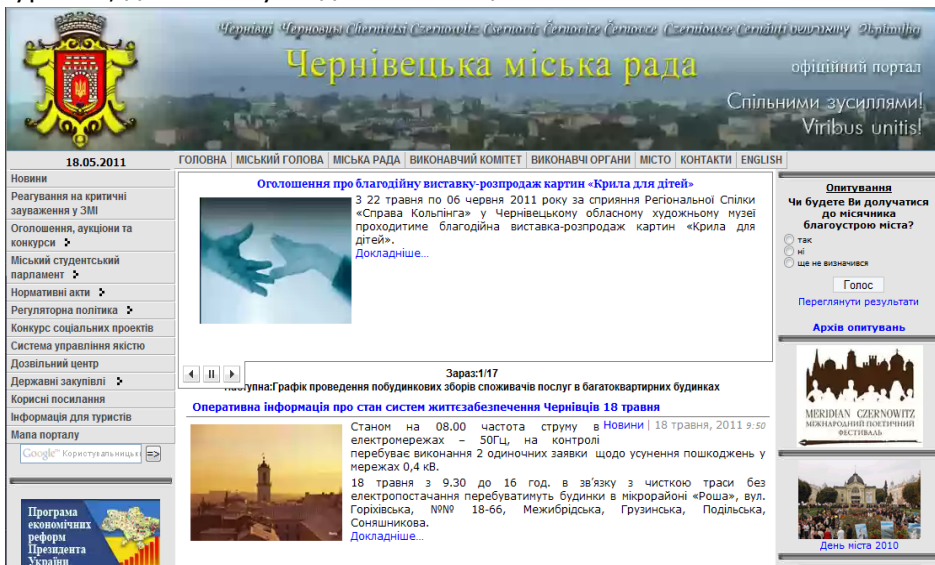 Чернівці Черновцы Cernowitz
Чернівецька міська рада
офіційний портал
Спільними зусиллями!
Viribus unitis!
18.05.2011
ГОЛОВНА МІСЬКИЙ ГОЛОВА МІСЬКА РАДА ВИКОНАВЧИЙ КОМІТЕТ ВИКОНАВЧІ ОРГАНИ МІСТО КОНТАКТИ ENGLISH
Новини
Реагування на критичні
зауваження у ЗМІ
Оголошення, аукціони та
конкурси
Міський студентський
парламент
Нормативні акти
Регуляторна політика
Конкурс соціальних проектів
Система управління якістю
Дозвільний центр
Державні закупівлі
Корисні посилання
Інформація для туристів
Мапа порталу
Google™ Користувальниць
Програма
економічних
реформ
Президента
України
Оголошення про благодійну виставку-розпродаж картин «Крила для дітей»
З 22 травня по 06 червня 2011 року за сприяння Регіональної Спілки
«Справа Кольпінга» у Чернівецькому обласному художньому музеї
проходитиме благодійна виставка-розпродаж картин «Крила для
дітей».
Докладніше...
Зараз:1/17
Наступна:Графік проведення побудинкових зборів споживачів послуг в багатоквартирних будинках
Оперативна інформація про стан систем життєзабезпечення Чернівців 18 травня
Новини | 18 травня, 2011 9:50
Станом на 08.00 частота струму в
електромережах – 50Гц, на контролі
перебуває виконання 2 одиночних заявки щодо усунення пошкоджень у
мережах 0,4 кВ.
18 травня з 9.30 до 16 год. в зв'язку з чисткою траси без
електропостачання перебуватимуть будинки в мікрорайоні «Роша», вул.
Горіхівська, №№ 18-66, Межибрідська, Грузинська, Подільська,
Соняшникова.
Докладніше...
Опитування
Чи будете Ви долучатися
до місячника
благоустрою міста?
так
ні
ще не визначився
Голос
Переглянути результати
Архів опитувань
MERIDIAN CZERNOWITZ
МІЖНАРОДНИЙ ПОЕТИЧНИЙ
ФЕСТИВАЛЬ
День міста 2010